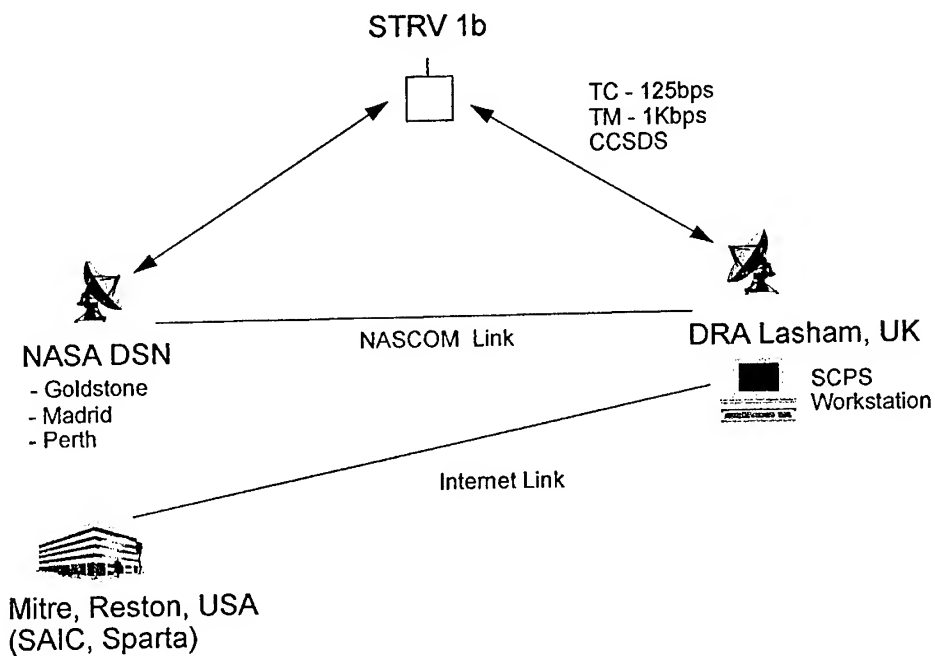 STRV 1b
TC - 125bps
TM - 1Kbps
CCSDS
NASCOM Link
NASA DSN
- Goldstone
- Madrid
- Perth
DRA Lasham, UK
SCPS
Workstation
Internet Link
Mitre, Reston, USA
(SAIC, Sparta)